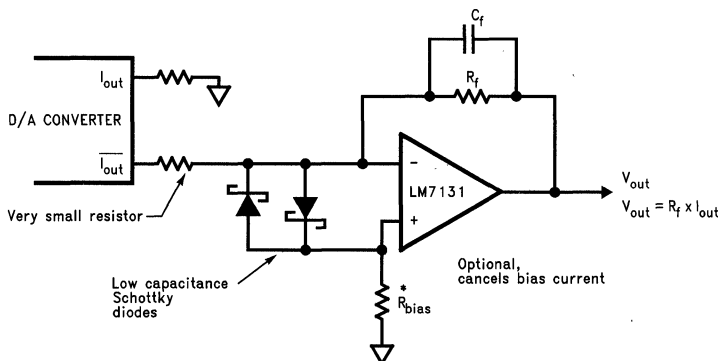 C_f
R_f
I_out
D/A CONVERTER
I̅_out
Very small resistor
−
LM7131
+
V_out
V_out = R_f x I_out
Low capacitance
Schottky
diodes
*
R_bias
Optional,
cancels bias current